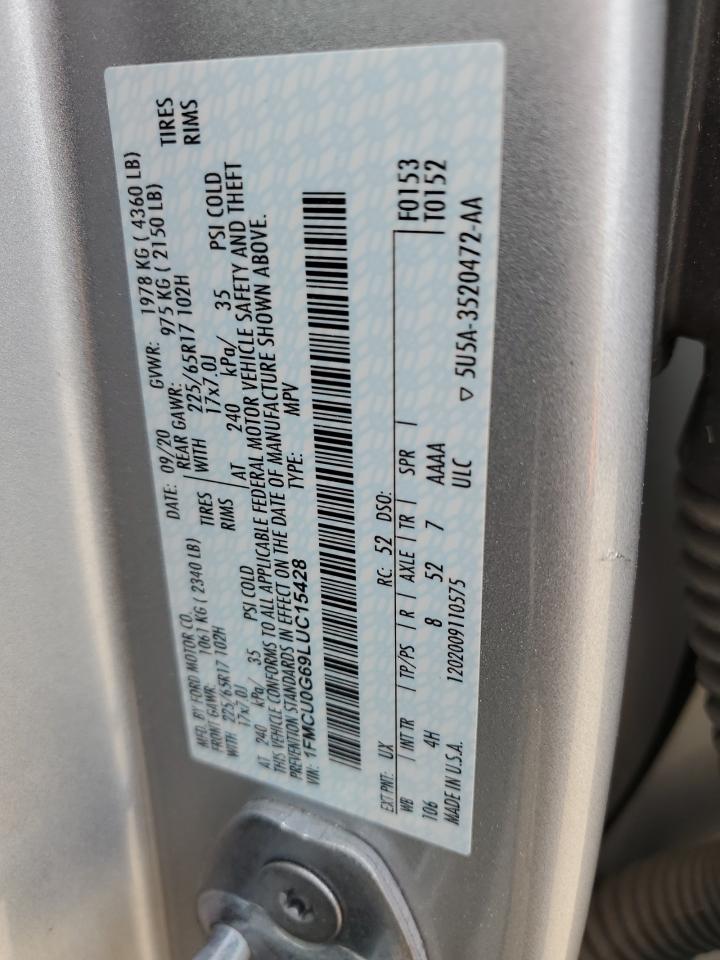 MFD. BY FORD MOTOR CO.
DATE: 09/20 GVWR: 1978 KG ( 4360 LB)
FRONT GAWR: 1061 KG ( 2340 LB) REAR GAWR: 975 KG ( 2150 LB)
WITH 225/65R17 102H TIRES WITH 225/65R17 102H TIRES
17x7.0J RIMS 17x7.0J RIMS
AT 240 kPa/ 35 PSI COLD AT 240 kPa/ 35 PSI COLD
THIS VEHICLE CONFORMS TO ALL APPLICABLE FEDERAL MOTOR VEHICLE SAFETY AND THEFT
PREVENTION STANDARDS IN EFFECT ON THE DATE OF MANUFACTURE SHOWN ABOVE.
VIN: 1FMCU0G69LUC15428 TYPE: MPV
EXT PNT: UX RC: 52 DSO: F0153
WB | INT TR | TP/PS | R | AXLE | TR | SPR | T0152
106 4H 8 52 7 AAAA
MADE IN U.S.A. 1202009110575 ULC ▽ 5U5A-3520472-AA